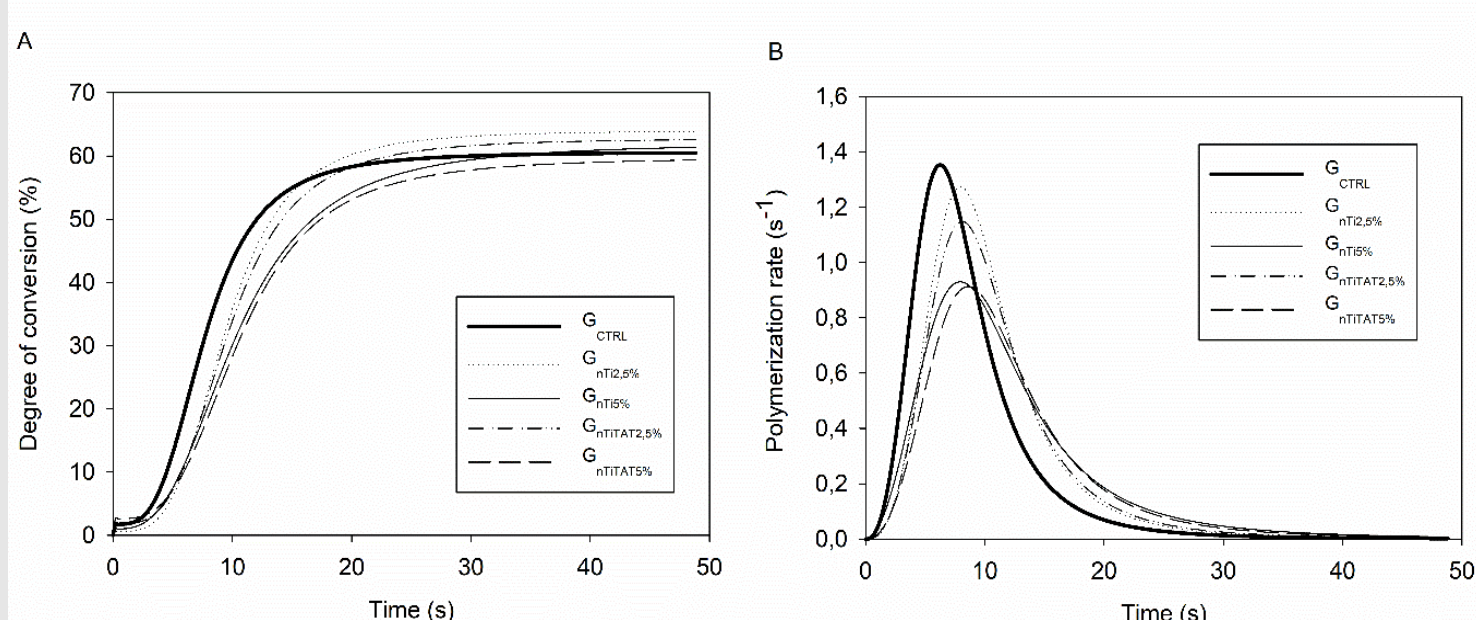 A
70
60
50
40
30
20
10
0
Degree of conversion (%)
G CTRL
G nTi2,5%
G nTi5%
G nTiTAT2,5%
G nTiTAT5%
0 10 20 30 40 50
Time (s)
B
1,6
1,4
1,2
1,0
0,8
0,6
0,4
0,2
0,0
Polymerization rate (s-1)
G CTRL
G nTi2,5%
G nTi5%
G nTiTAT2,5%
G nTiTAT5%
0 10 20 30 40 50
Time (s)